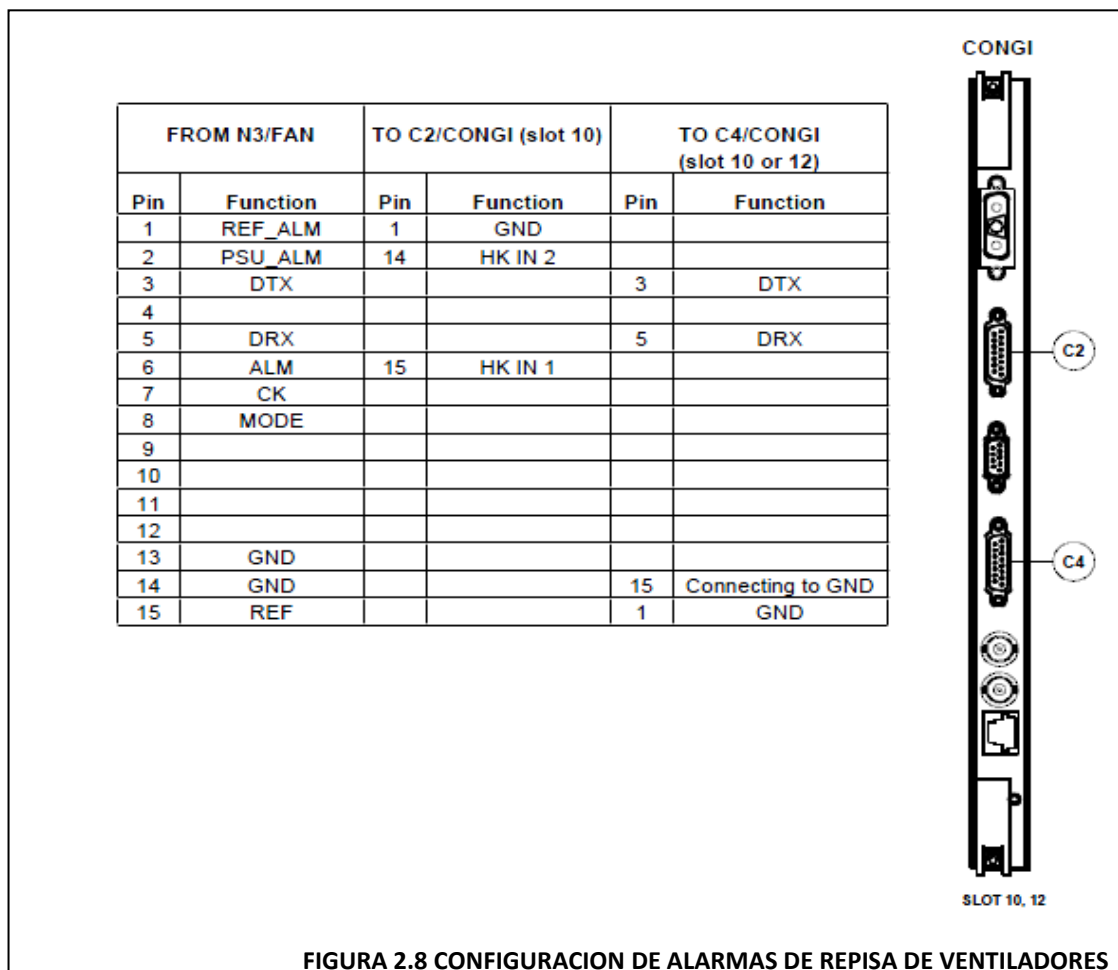 CONGI
FROM N3/FAN TO C2/CONGI (slot 10) TO C4/CONGI
(slot 10 or 12)
Pin Function Pin Function Pin Function
1 REF_ALM 1 GND
2 PSU_ALM 14 HK IN 2
3 DTX 3 DTX
4
5 DRX 5 DRX
6 ALM 15 HK IN 1
7 CK
8 MODE
9
10
11
12
13 GND
14 GND 15 Connecting to GND
15 REF 1 GND
C2
C4
SLOT 10, 12
FIGURA 2.8 CONFIGURACION DE ALARMAS DE REPISA DE VENTILADORES